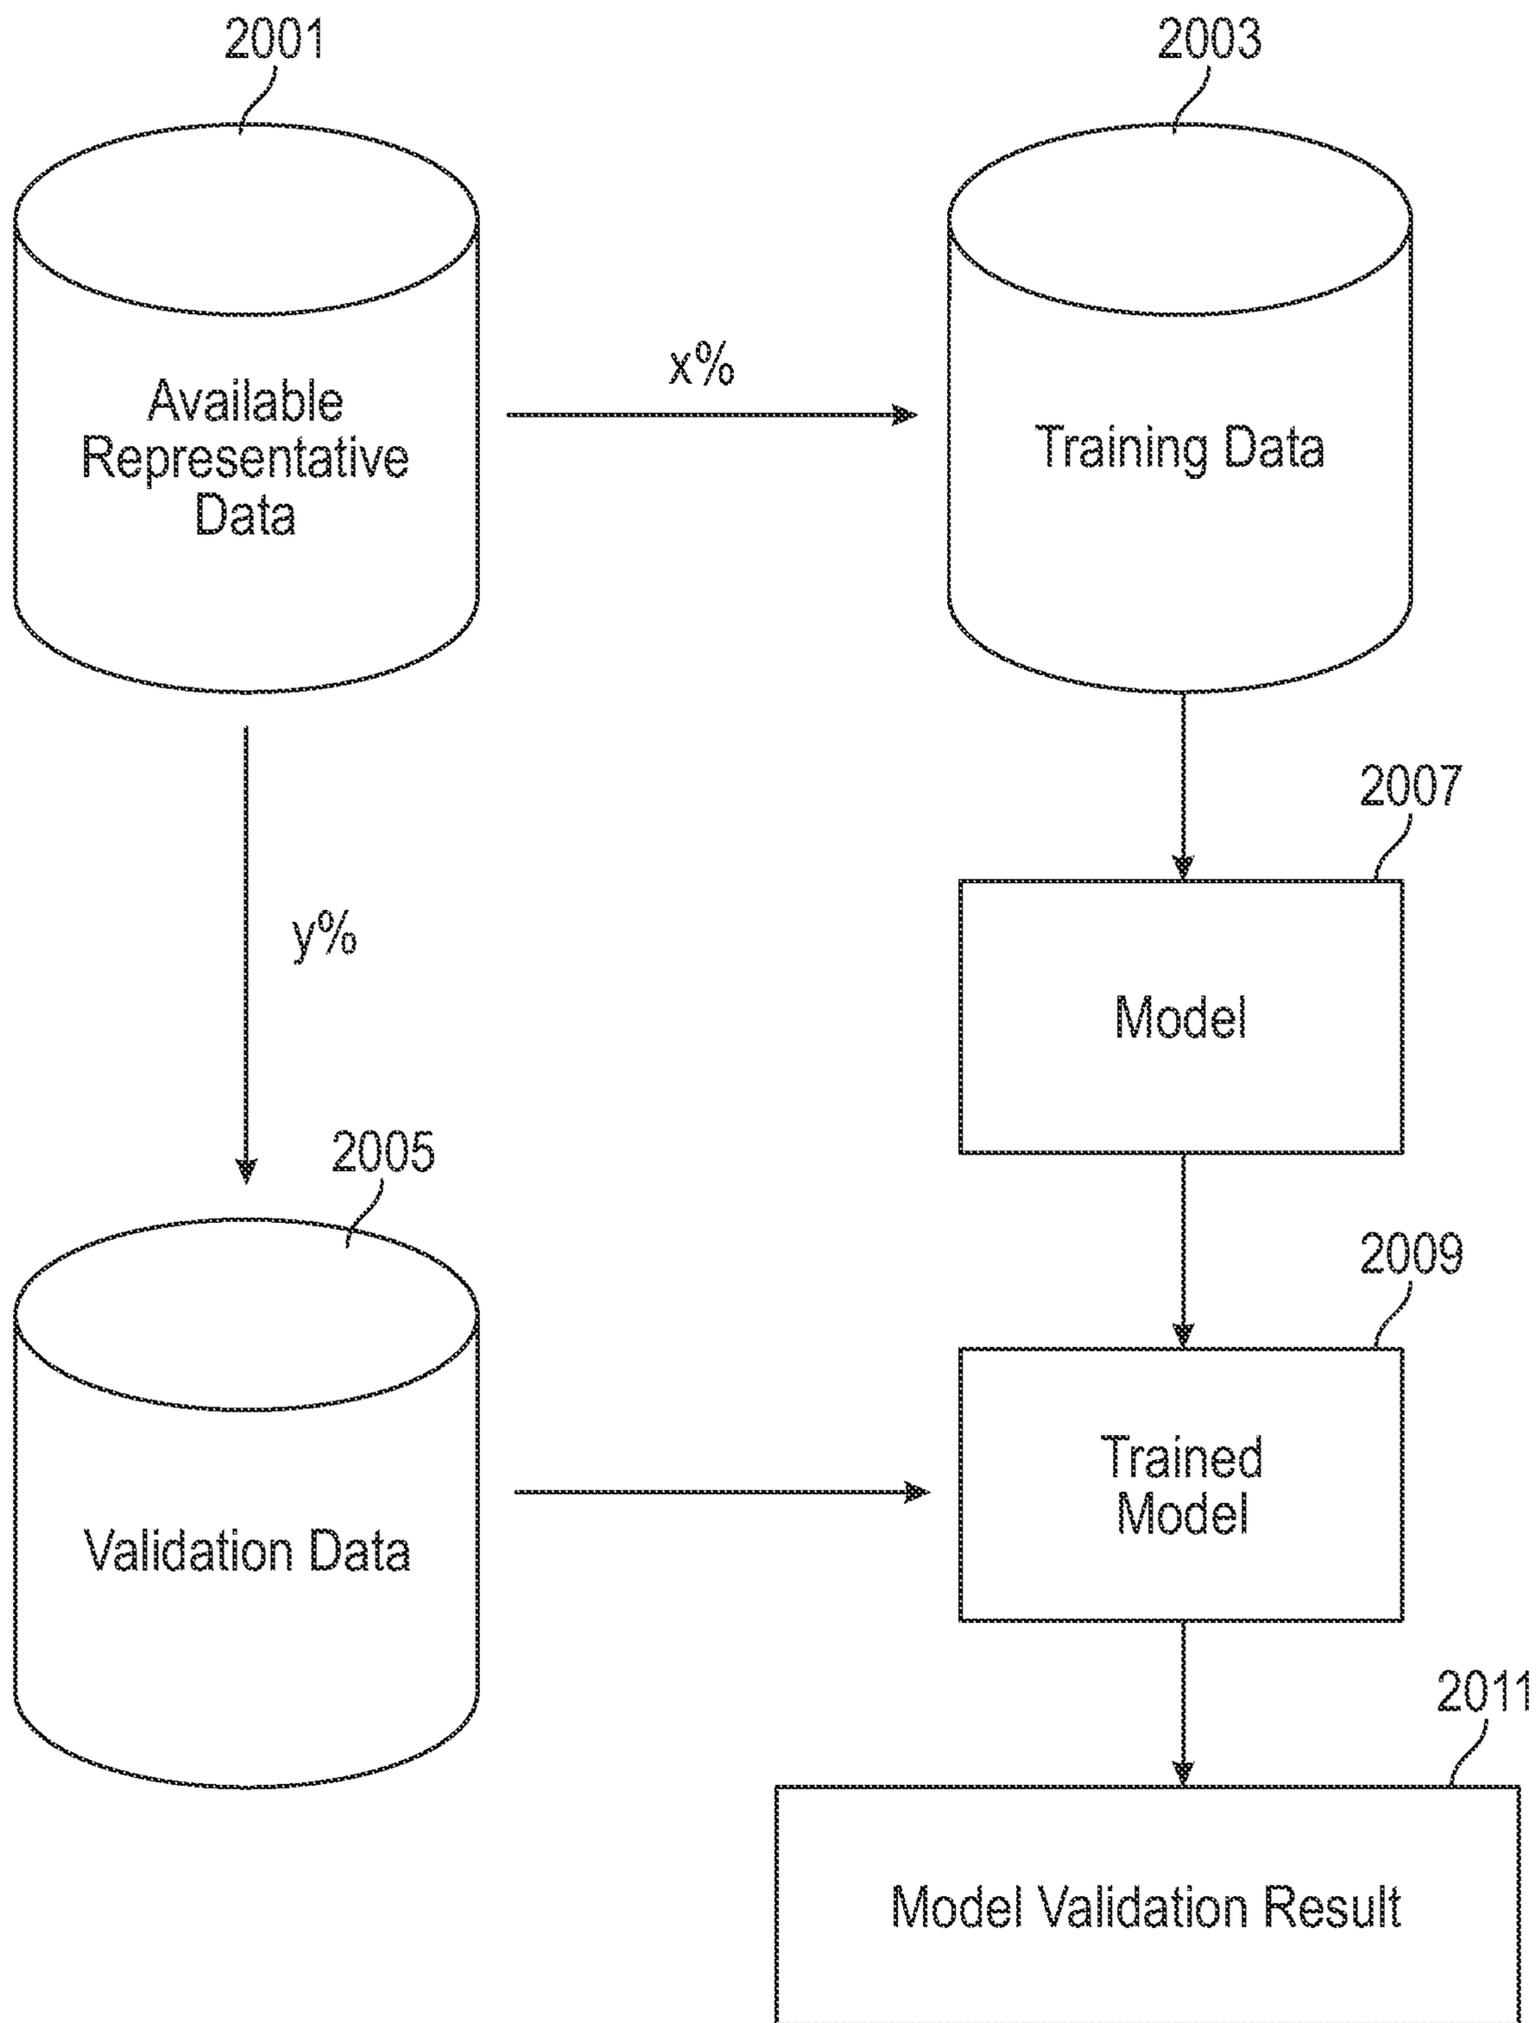 2001
2003
Available
Representative
Data
x%
Training Data
2007
y%
Model
2005
2009
Trained
Model
Validation Data
2011
Model Validation Result